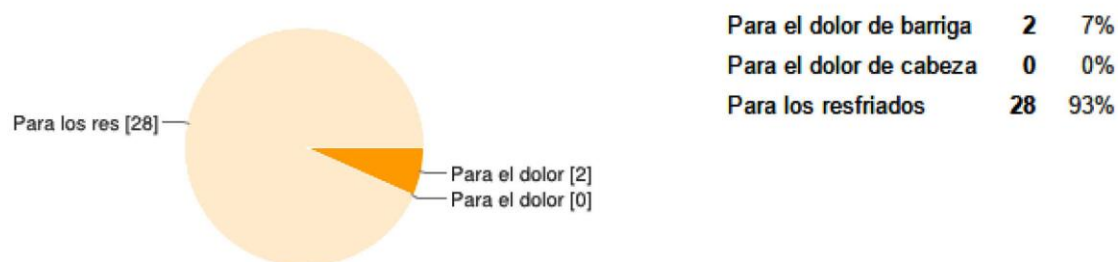 Para los res [28]
Para el dolor [2]
Para el dolor [0]
Para el dolor de barriga 2 7%
Para el dolor de cabeza 0 0%
Para los resfriados 28 93%